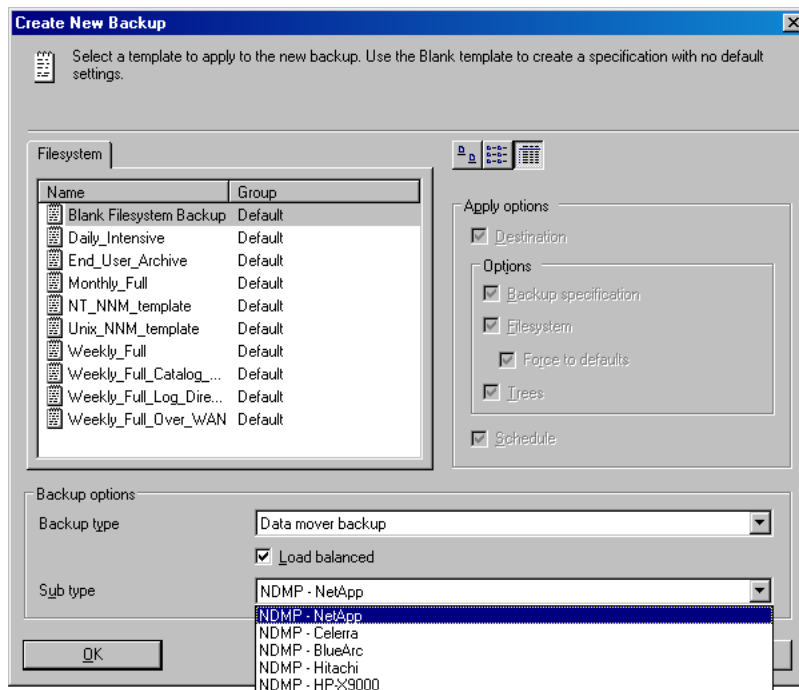 Create New Backup
Select a template to apply to the new backup. Use the Blank template to create a specification with no default
settings.
Filesystem
Name Group
Blank Filesystem Backup Default
Daily_Intensive Default
End_User_Archive Default
Monthly_Full Default
NT_NNM_template Default
Unix_NNM_template Default
Weekly_Full Default
Weekly_Full_Catalog_... Default
Weekly_Full_Log_Dire... Default
Weekly_Full_Over_WAN Default
Apply options
Destination
Options
Backup specification
Filesystem
Force to defaults
Trees
Schedule
Backup options
Backup type Data mover backup
Load balanced
Sub type NDMP - NetApp
NDMP - NetApp
NDMP - Celerra
NDMP - BlueArc
NDMP - Hitachi
NDMP - HP-X9000
OK